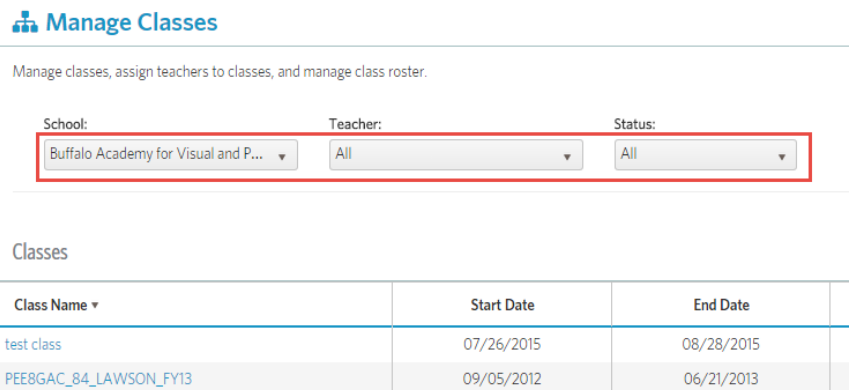 Manage Classes
Manage classes, assign teachers to classes, and manage class roster.
School: Teacher: Status:
Buffalo Academy for Visual and P... All All
Classes
Class Name Start Date End Date
test class 07/26/2015 08/28/2015
PEE8GAC_84_LAWSON_FY13 09/05/2012 06/21/2013